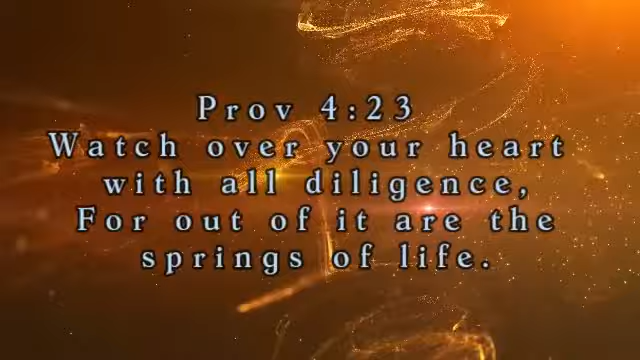 Prov 4:23
Watch over your heart
with all diligence,
For out of it are the
springs of life.